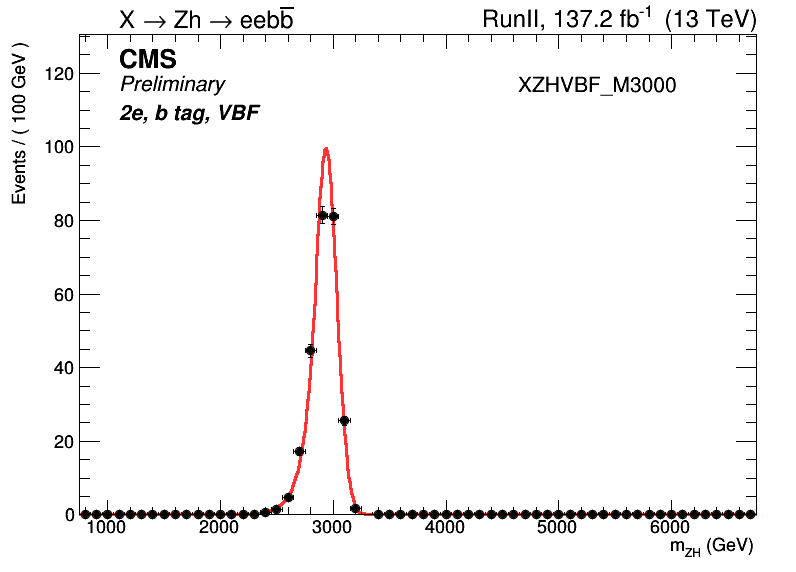 X → Zh → eebb̅
RunII, 137.2 fb⁻¹ (13 TeV)
CMS
Preliminary
2e, b tag, VBF
XZHVBF_M3000
Events / ( 100 GeV )
120
100
80
60
40
20
0
1000 2000 3000 4000 5000 6000
m_ZH (GeV)